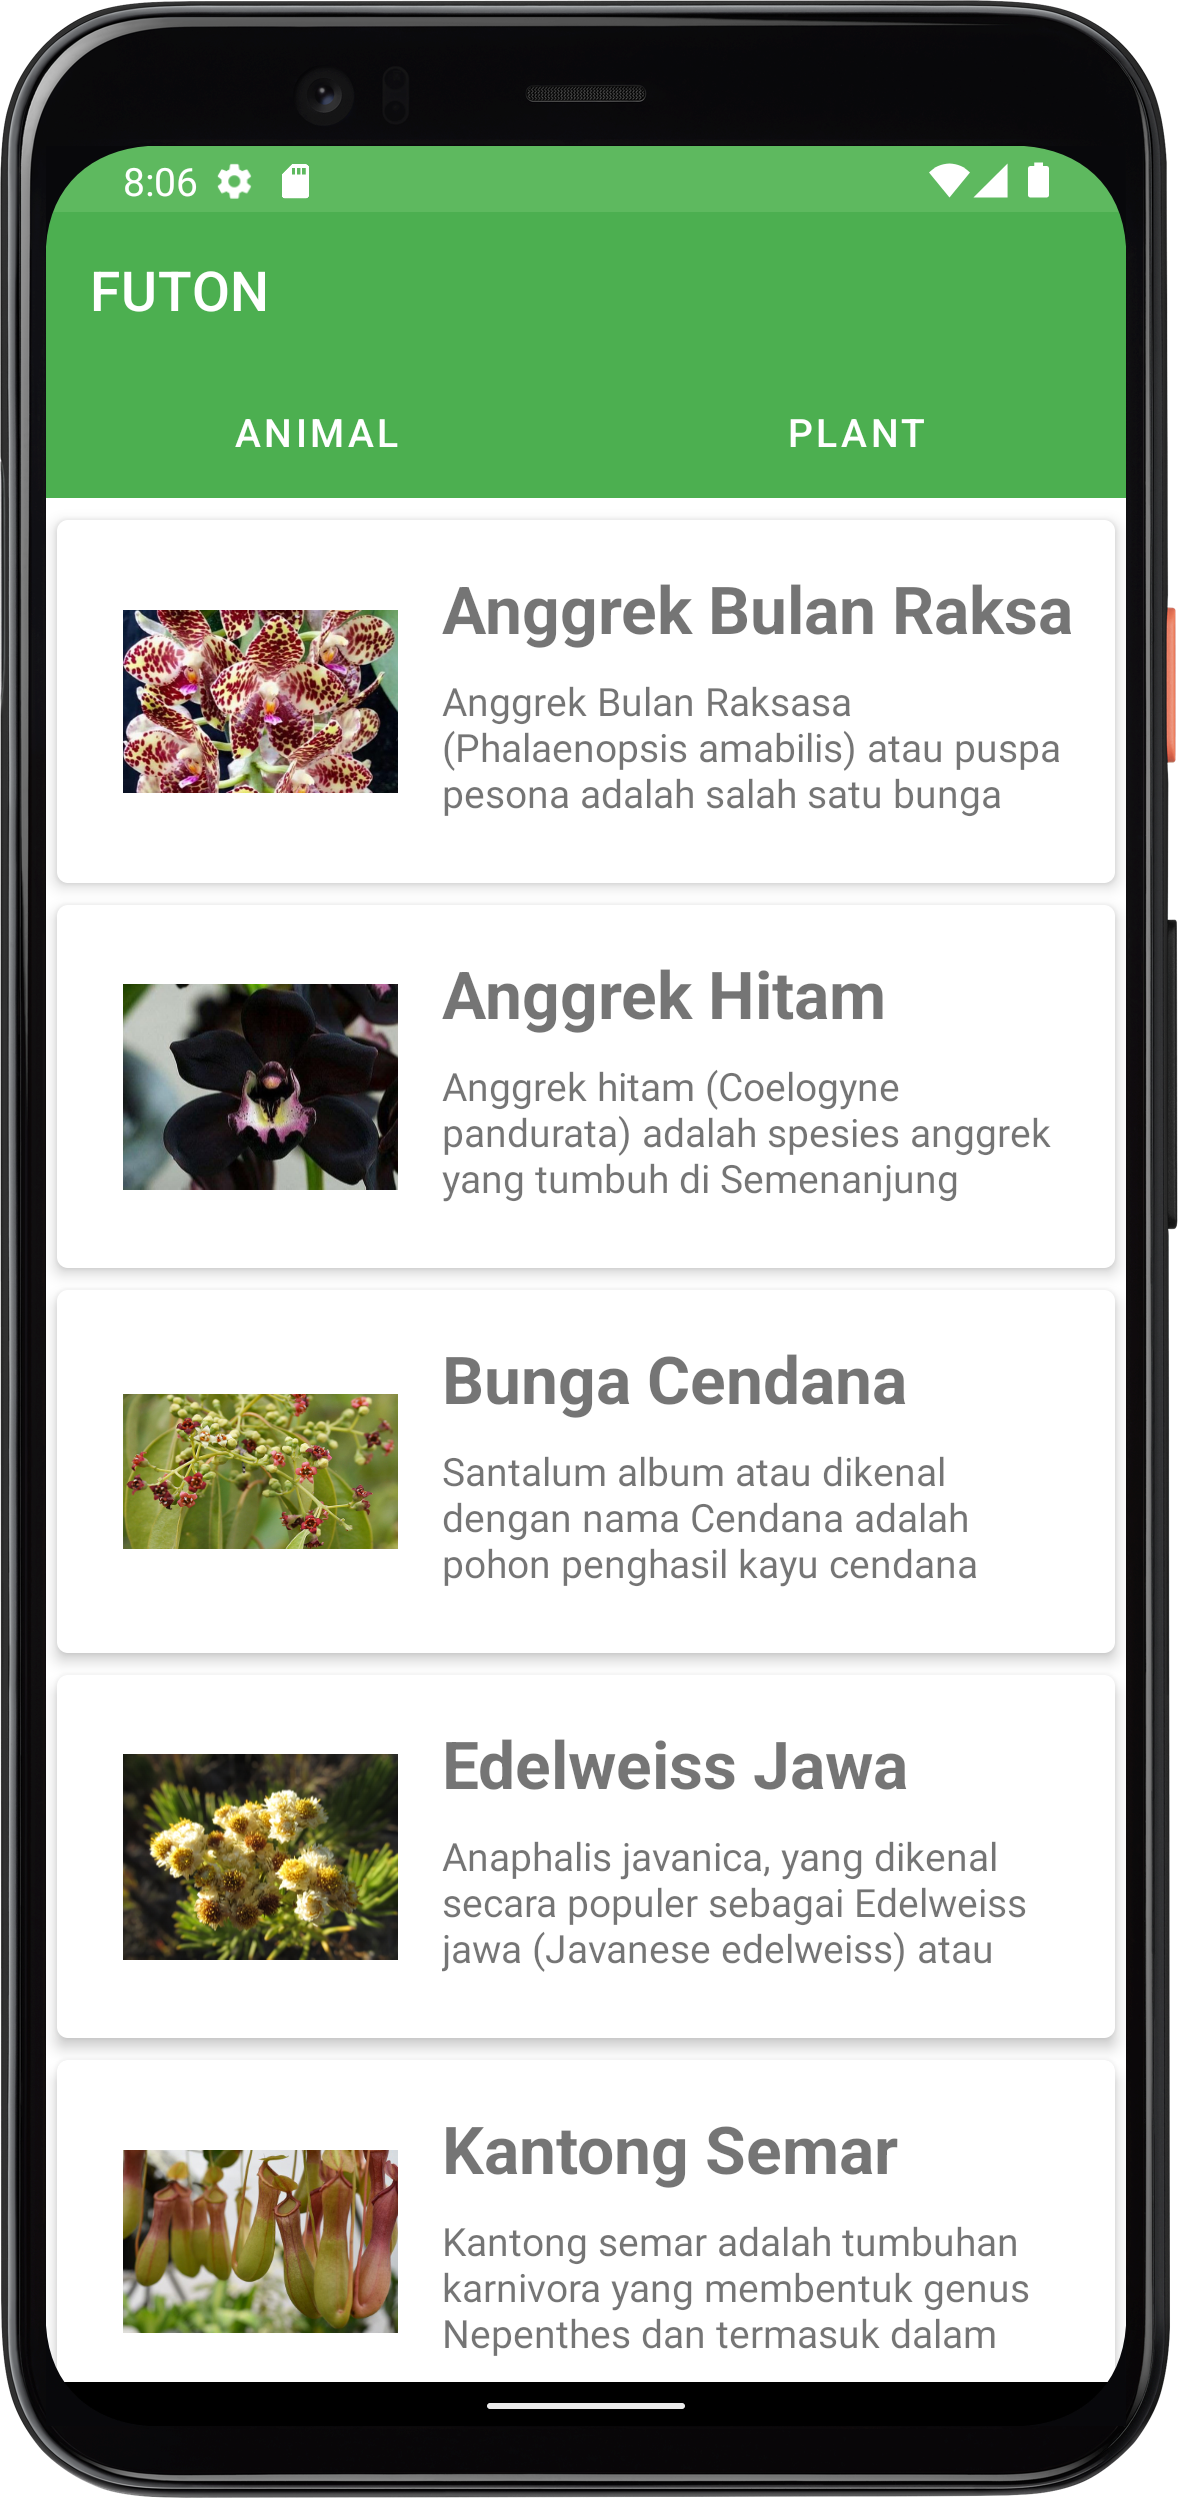 8:06
FUTON
ANIMAL PLANT
Anggrek Bulan Raksa
Anggrek Bulan Raksasa
(Phalaenopsis amabilis) atau puspa
pesona adalah salah satu bunga
Anggrek Hitam
Anggrek hitam (Coelogyne
pandurata) adalah spesies anggrek
yang tumbuh di Semenanjung
Bunga Cendana
Santalum album atau dikenal
dengan nama Cendana adalah
pohon penghasil kayu cendana
Edelweiss Jawa
Anaphalis javanica, yang dikenal
secara populer sebagai Edelweiss
jawa (Javanese edelweiss) atau
Kantong Semar
Kantong semar adalah tumbuhan
karnivora yang membentuk genus
Nepenthes dan termasuk dalam